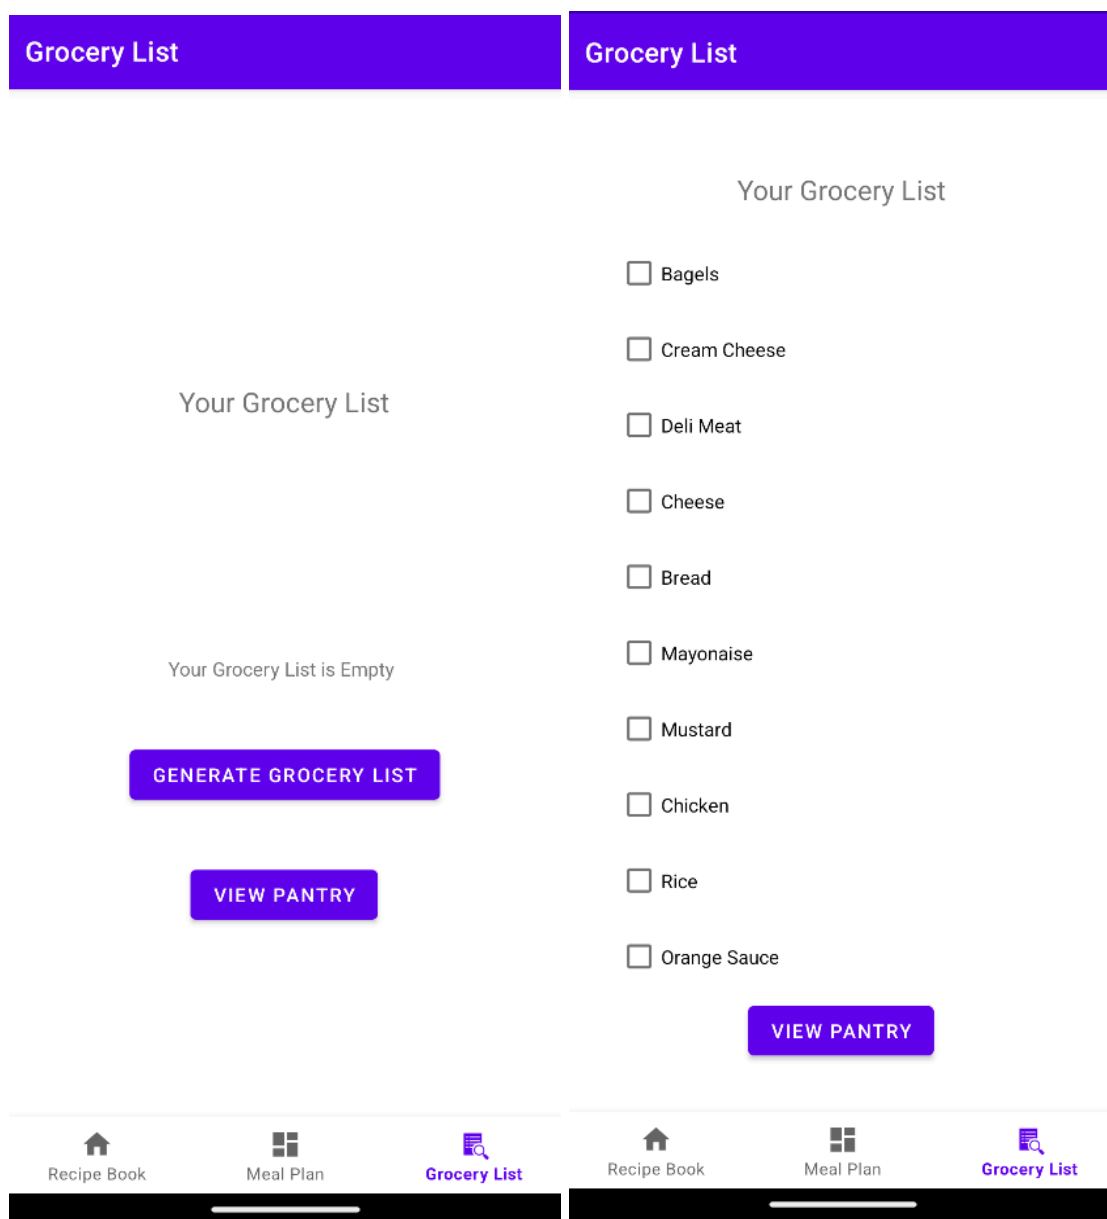 Grocery List
Your Grocery List
Your Grocery List is Empty
GENERATE GROCERY LIST
VIEW PANTRY
Recipe Book
Meal Plan
Grocery List
Grocery List
Your Grocery List
Bagels
Cream Cheese
Deli Meat
Cheese
Bread
Mayonaise
Mustard
Chicken
Rice
Orange Sauce
VIEW PANTRY
Recipe Book
Meal Plan
Grocery List